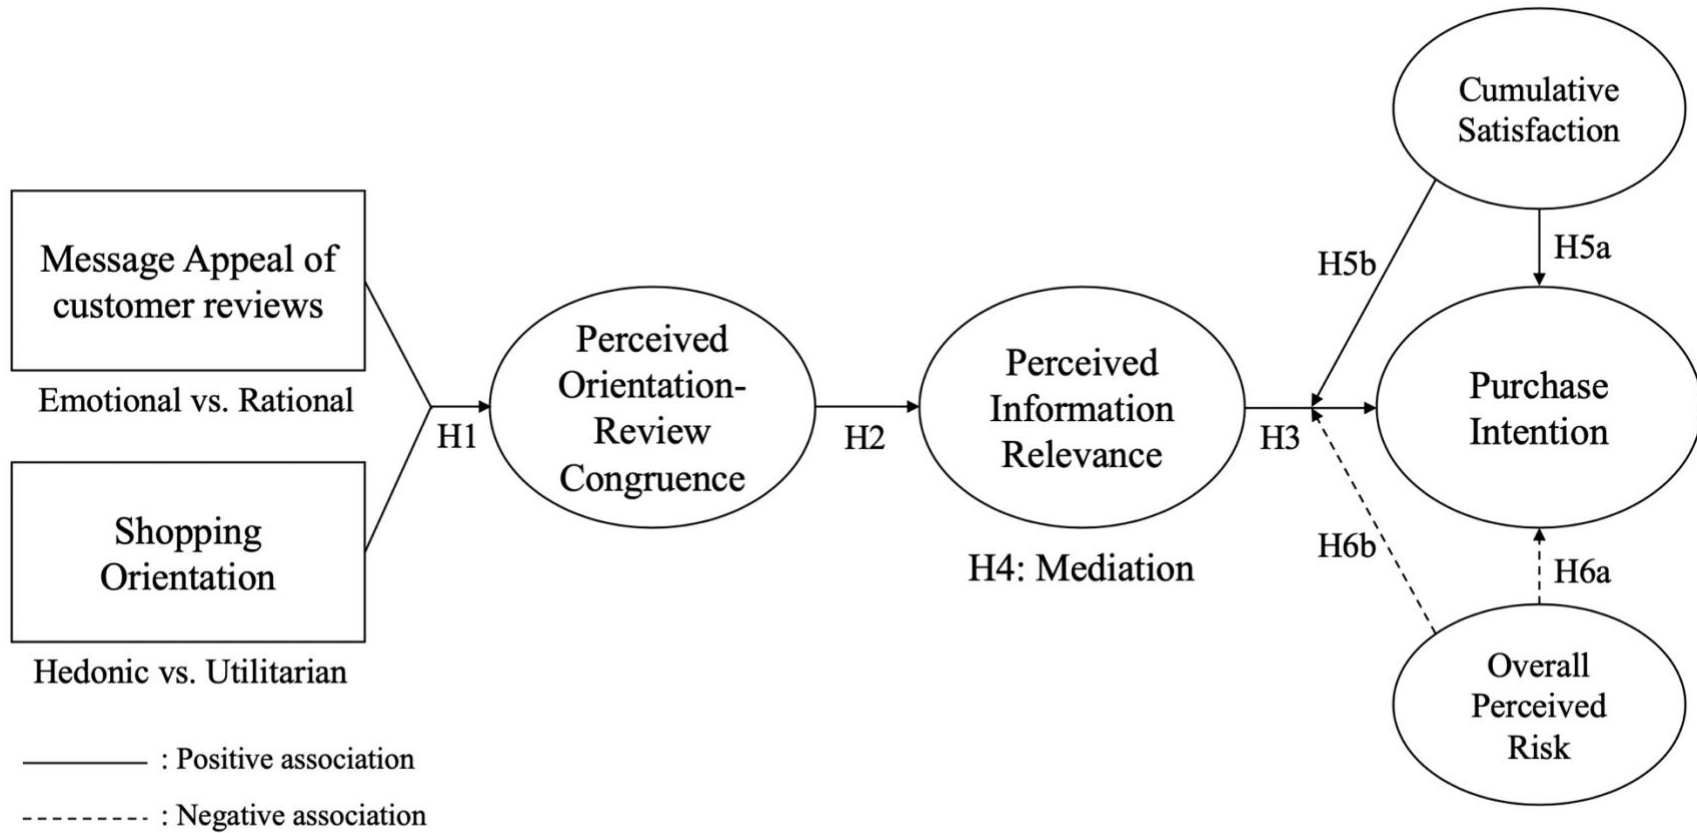 Message Appeal of
customer reviews
Emotional vs. Rational
Shopping
Orientation
Hedonic vs. Utilitarian
H1
Perceived
Orientation-
Review
Congruence
H2
Perceived
Information
Relevance
H4: Mediation
H3
Cumulative
Satisfaction
H5b
H5a
Purchase
Intention
H6b
H6a
Overall
Perceived
Risk
: Positive association
: Negative association